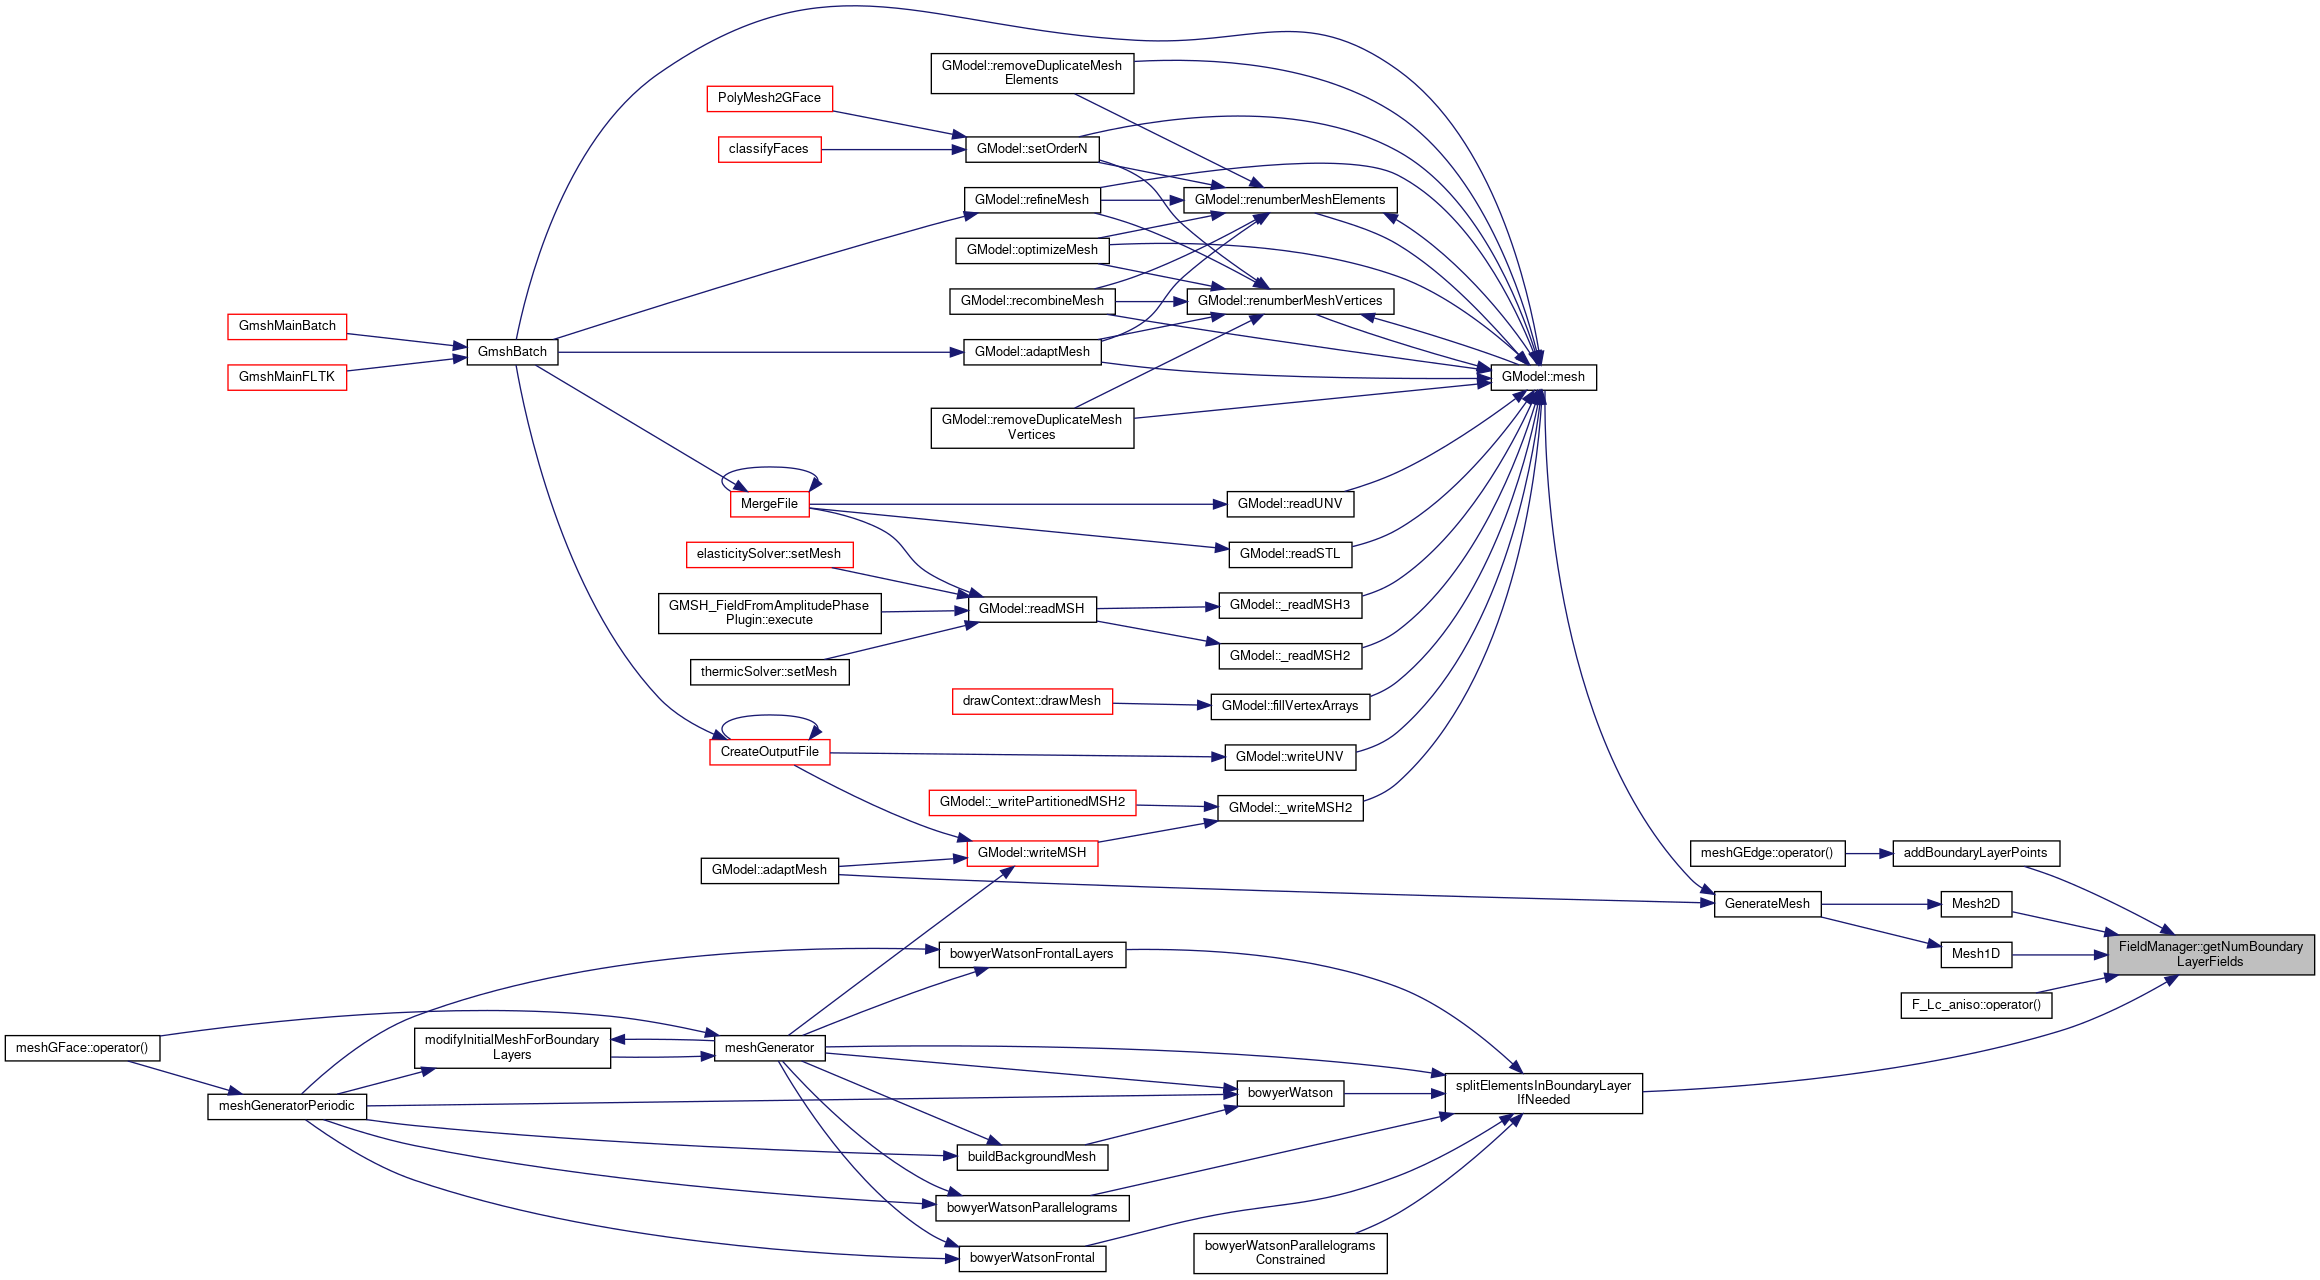 GModel::removeDuplicateMesh
Elements
PolyMesh2GFace
classifyFaces
GModel::setOrderN
GModel::refineMesh
GModel::renumberMeshElements
GModel::optimizeMesh
GModel::recombineMesh
GModel::renumberMeshVertices
GmshMainBatch
GmshBatch
GModel::adaptMesh
GmshMainFLTK
GModel::mesh
GModel::removeDuplicateMesh
Vertices
MergeFile
GModel::readUNV
elasticitySolver::setMesh
GModel::readSTL
GMSH_FieldFromAmplitudePhase
Plugin::execute
GModel::readMSH
GModel::_readMSH3
thermicSolver::setMesh
GModel::_readMSH2
drawContext::drawMesh
GModel::fillVertexArrays
CreateOutputFile
GModel::writeUNV
GModel::_writePartitionedMSH2
GModel::_writeMSH2
GModel::writeMSH
GModel::adaptMesh
meshGEdge::operator()
addBoundaryLayerPoints
GenerateMesh
Mesh2D
Mesh1D
FieldManager::getNumBoundary
LayerFields
F_Lc_aniso::operator()
bowyerWatsonFrontalLayers
meshGFace::operator()
modifyInitialMeshForBoundary
Layers
meshGenerator
meshGeneratorPeriodic
bowyerWatson
splitElementsInBoundaryLayer
IfNeeded
buildBackgroundMesh
bowyerWatsonParallelograms
bowyerWatsonFrontal
bowyerWatsonParallelograms
Constrained